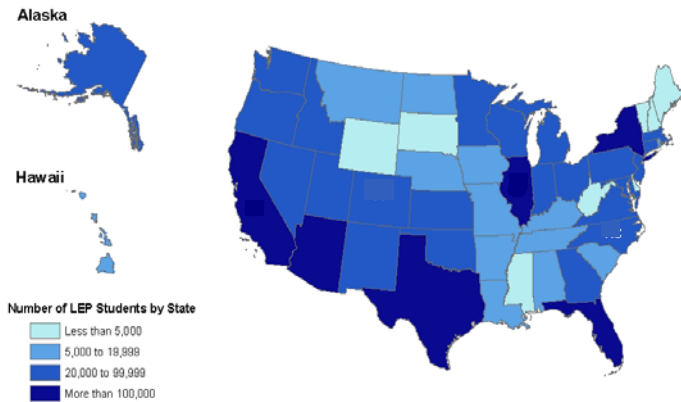 Alaska
Hawaii
Number of LEP Students by State
Less than 5,000
5,000 to 19,999
20,000 to 99,999
More than 100,000